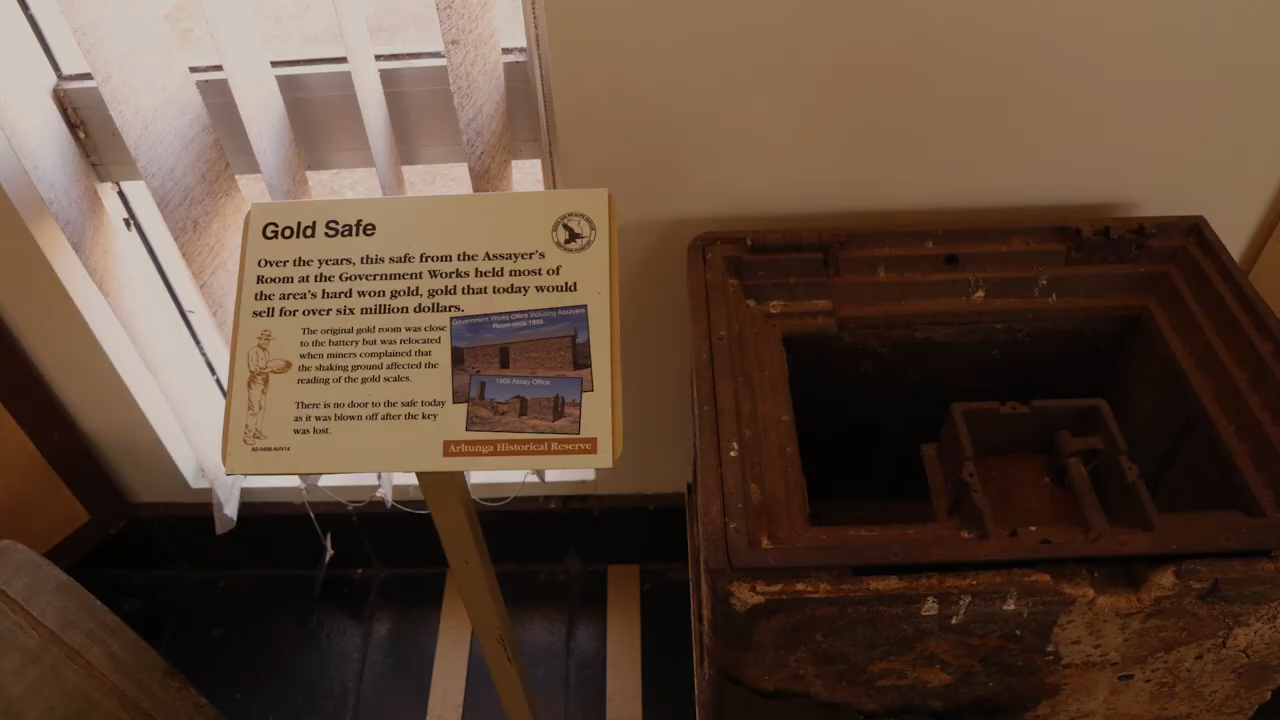 Gold Safe
Over the years, this safe from the Assayer's
Room at the Government Works held most of
the area's hard won gold, gold that today would
sell for over six million dollars.
The original gold room was close
to the battery but was relocated
when miners complained that
the shaking ground affected the
reading of the gold scales.
There is no door to the safe today
as it was blown off after the key
was lost.
Government Works Office including Assayers
Room circa 1898.
1905 Assay Office
Arltunga Historical Reserve